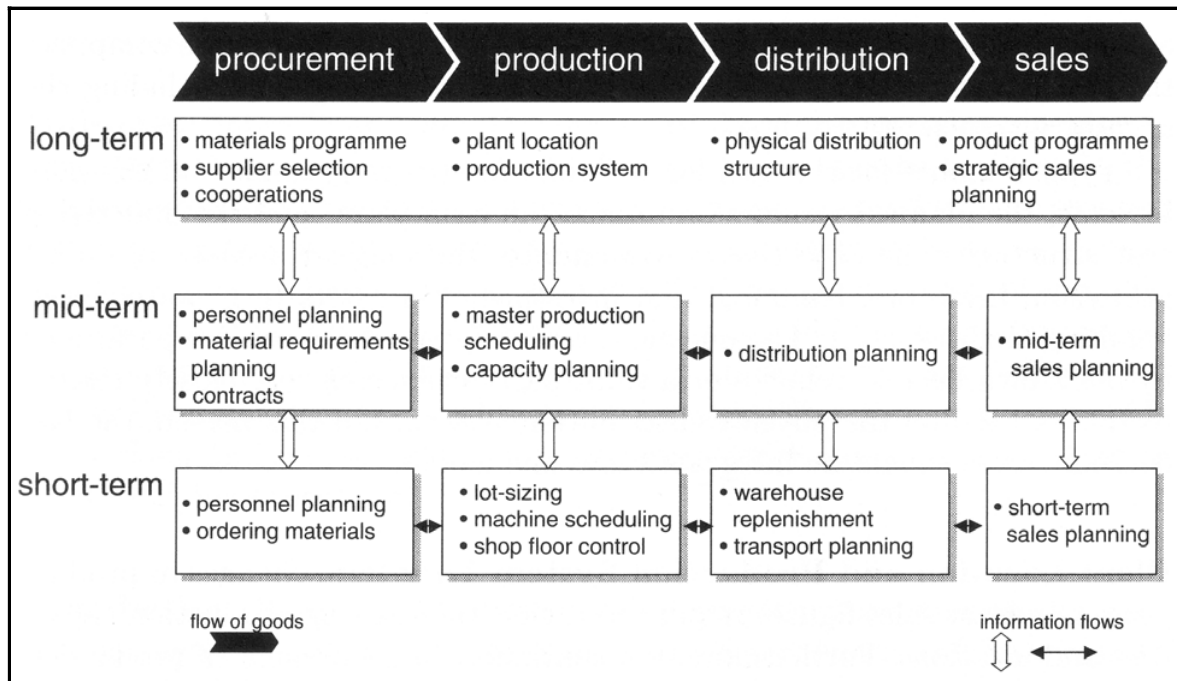 procurement
production
distribution
sales
long-term
• materials programme
• supplier selection
• cooperations
• plant location
• production system
• physical distribution
structure
• product programme
• strategic sales
planning
mid-term
• personnel planning
• material requirements
planning
• contracts
• master production
scheduling
• capacity planning
• distribution planning
• mid-term
sales planning
short-term
• personnel planning
• ordering materials
• lot-sizing
• machine scheduling
• shop floor control
• warehouse
replenishment
• transport planning
• short-term
sales planning
flow of goods
information flows